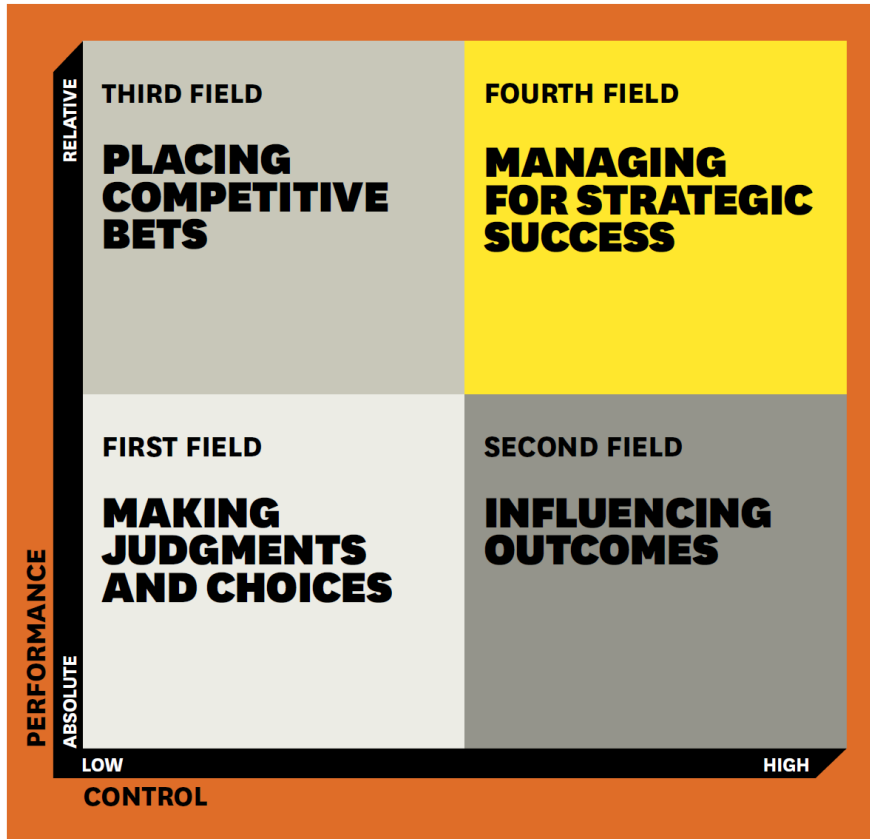 THIRD FIELD
PLACING
COMPETITIVE
BETS
FOURTH FIELD
MANAGING
FOR STRATEGIC
SUCCESS
FIRST FIELD
MAKING
JUDGMENTS
AND CHOICES
SECOND FIELD
INFLUENCING
OUTCOMES
RELATIVE
ABSOLUTE
PERFORMANCE
LOW
HIGH
CONTROL